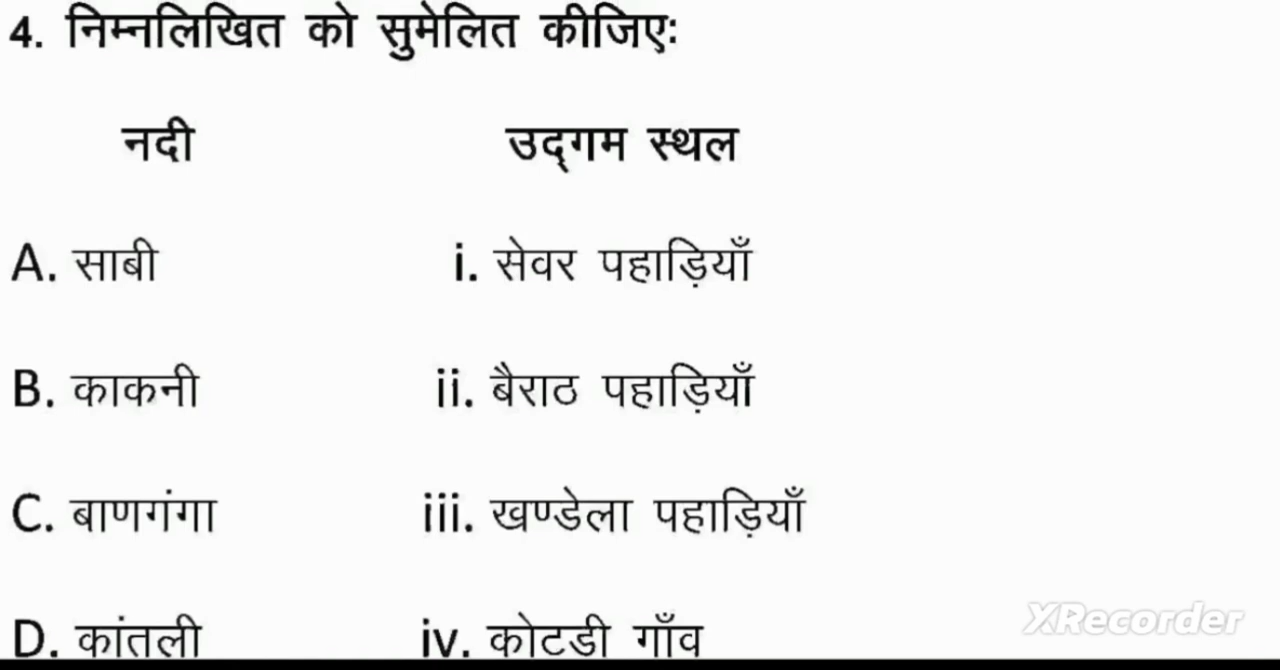 4. निम्नलिखित को सुमेलित कीजिएः
नदी उद्गम स्थल
A. साबी i. सेवर पहाड़ियाँ
B. काकनी ii. बैराठ पहाड़ियाँ
C. बाणगंगा iii. खण्डेला पहाड़ियाँ
D. कांतली iv. कोटडी गाँव
XRecorder